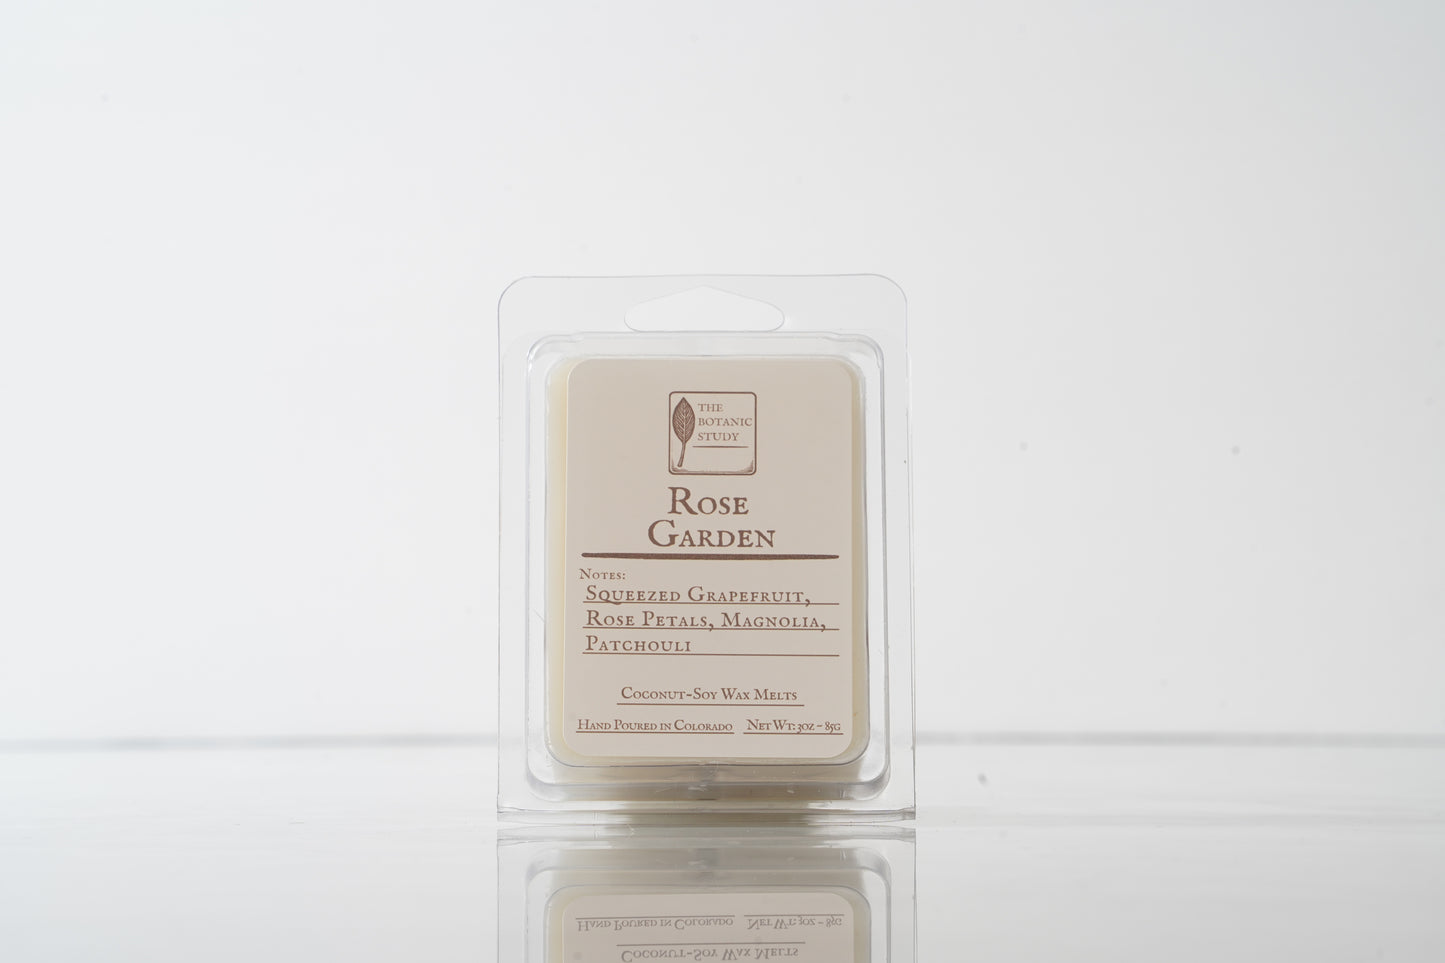 THE
BOTANIC
STUDY
Rose
Garden
Notes:
Squeezed Grapefruit,
Rose Petals, Magnolia,
Patchouli
Coconut-Soy Wax Melts
Hand Poured in Colorado Net Wt: 3oz ~ 85g